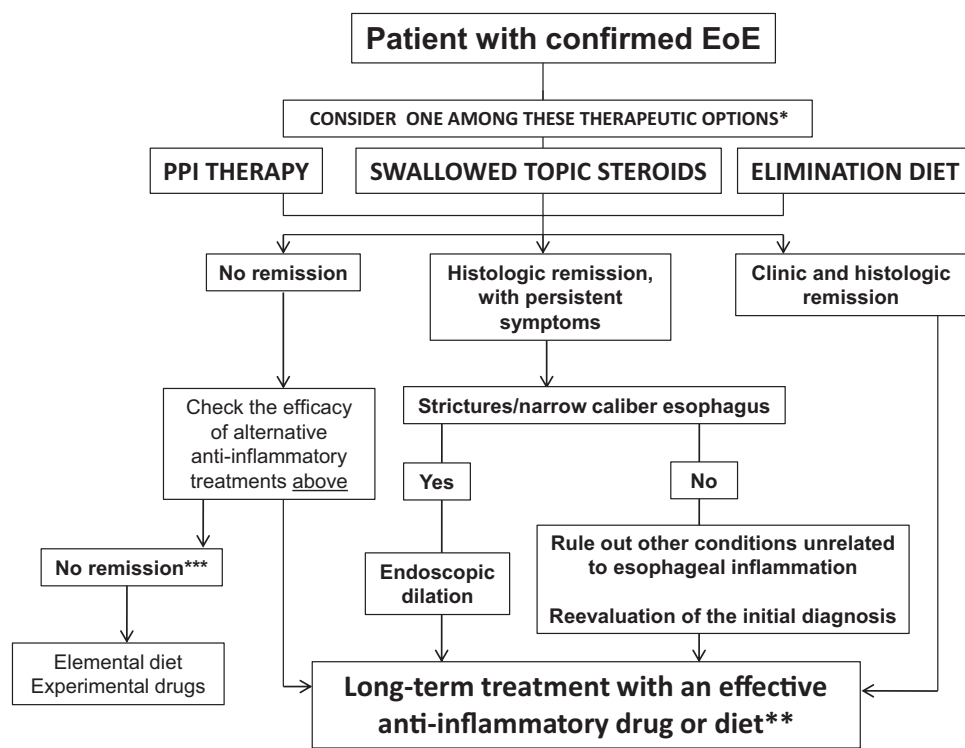 Patient with confirmed EoE
CONSIDER ONE AMONG THESE THERAPEUTIC OPTIONS*
PPI THERAPY
SWALLOWED TOPIC STEROIDS
ELIMINATION DIET
No remission
Histologic remission,
with persistent
symptoms
Clinic and histologic
remission
Check the efficacy
of alternative
anti-inflammatory
treatments above
Strictures/narrow caliber esophagus
Yes
No
No remission***
Endoscopic
dilation
Rule out other conditions unrelated
to esophageal inflammation
Reevaluation of the initial diagnosis
Elemental diet
Experimental drugs
Long-term treatment with an effective
anti-inflammatory drug or diet**